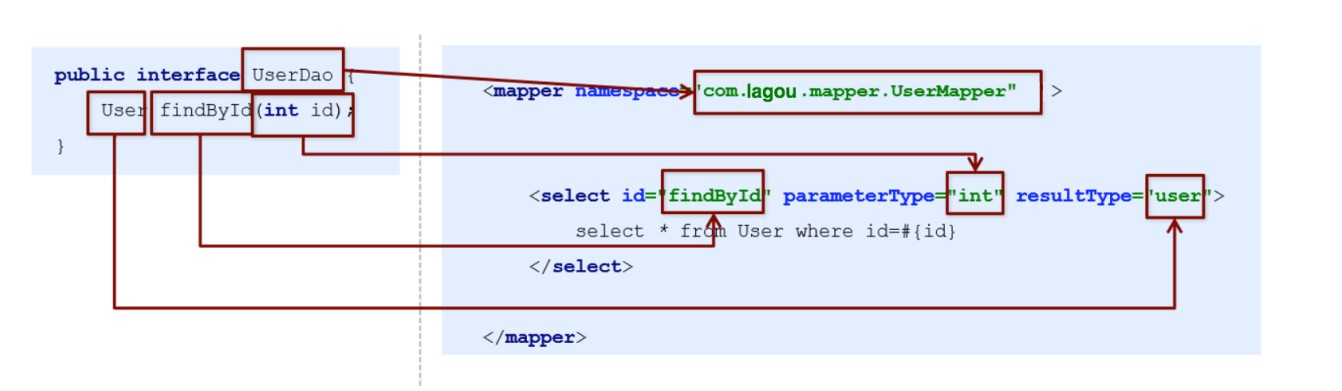 public interface UserDao {
User findById(int id);
}
<mapper namespace="com.lagou.mapper.UserMapper" >
<select id="findById" parameterType="int" resultType="user">
select * from User where id=#{id}
</select>
</mapper>